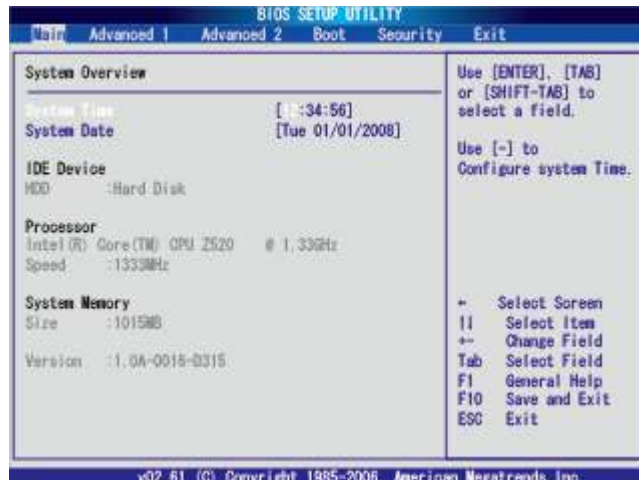 BIOS SETUP UTILITY
Main Advanced 1 Advanced 2 Boot Security Exit
System Overview
System Time [ :34:56]
System Date [Tue 01/01/2008]
IDE Device
HDD :Hard Disk
Processor
Intel(R) Core(TM) CPU Z520 @ 1.33GHz
Speed :1333MHz
System Memory
Size :1015MB
Version :1.0A-0016-D315
Use [ENTER], [TAB]
or [SHIFT-TAB] to
select a field.
Use [-] to
Configure system Time.
← Select Screen
↑↓ Select Item
+- Change Field
Tab Select Field
F1 General Help
F10 Save and Exit
ESC Exit
v02.61 (C) Copyright 1985-2006, American Megatrends Inc.